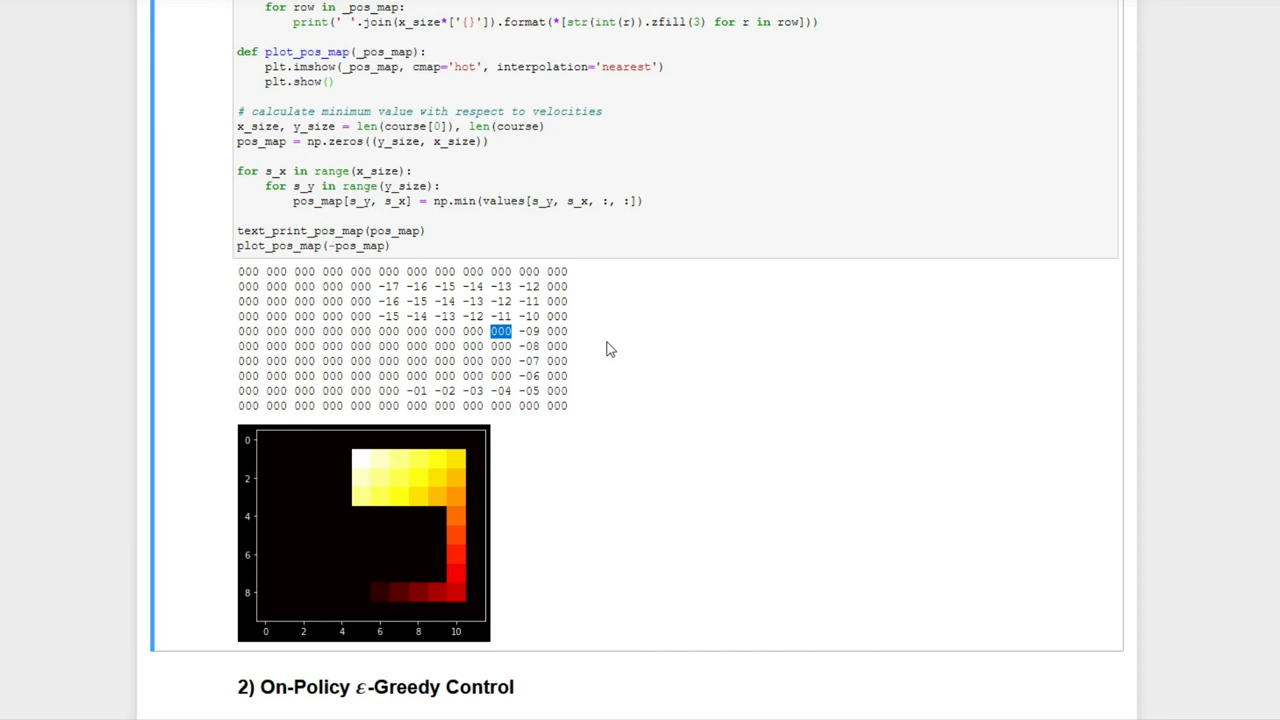 for row in _pos_map:
print(' '.join(x_size*['{}']).format(*[str(int(r)).zfill(3) for r in row]))
def plot_pos_map(_pos_map):
plt.imshow(_pos_map, cmap='hot', interpolation='nearest')
plt.show()
# calculate minimum value with respect to velocities
x_size, y_size = len(course[0]), len(course)
pos_map = np.zeros((y_size, x_size))
for s_x in range(x_size):
for s_y in range(y_size):
pos_map[s_y, s_x] = np.min(values[s_y, s_x, :, :])
text_print_pos_map(pos_map)
plot_pos_map(-pos_map)
000 000 000 000 000 000 000 000 000 000 000 000
000 000 000 000 000 -17 -16 -15 -14 -13 -12 000
000 000 000 000 000 -16 -15 -14 -13 -12 -11 000
000 000 000 000 000 -15 -14 -13 -12 -11 -10 000
000 000 000 000 000 000 000 000 000 000 -09 000
000 000 000 000 000 000 000 000 000 000 -08 000
000 000 000 000 000 000 000 000 000 000 -07 000
000 000 000 000 000 000 000 000 000 000 -06 000
000 000 000 000 000 000 -01 -02 -03 -04 -05 000
000 000 000 000 000 000 000 000 000 000 000 000
0
2
4
6
8
0 2 4 6 8 10
2) On-Policy ε-Greedy Control